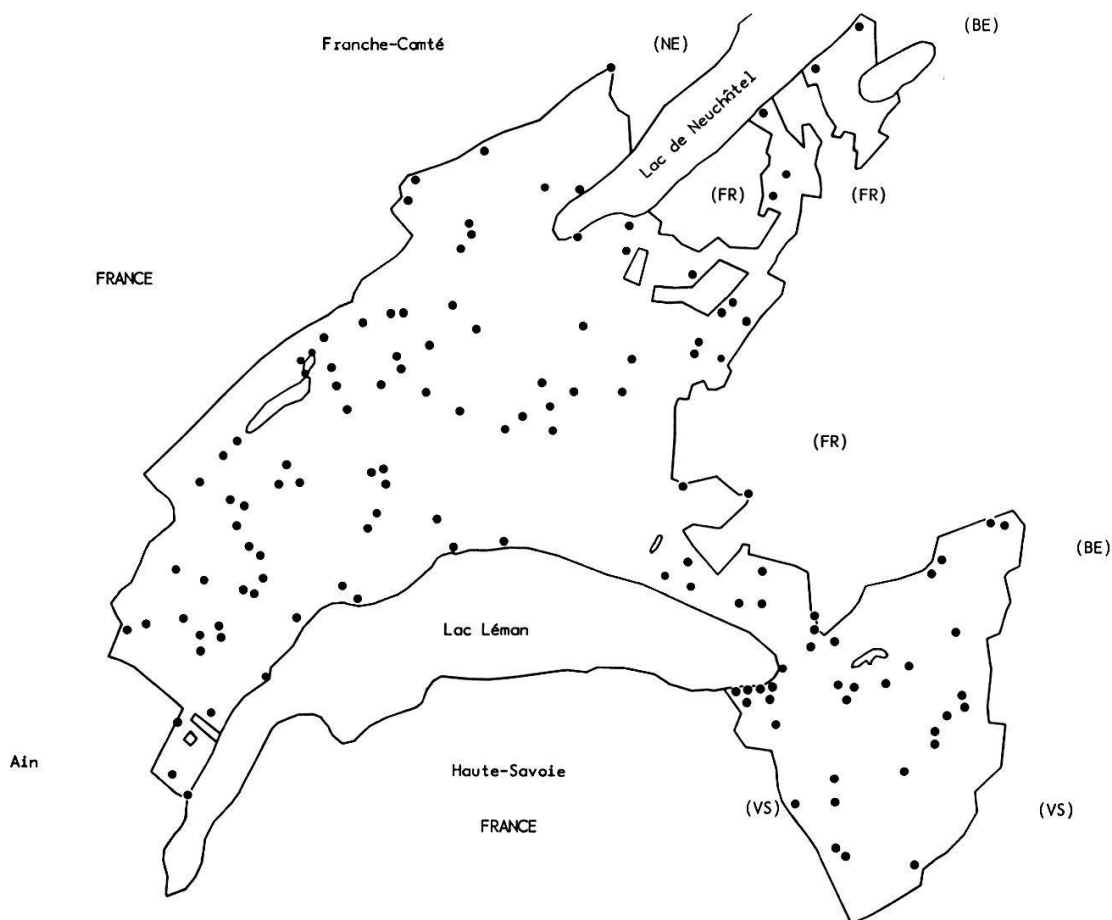 Franche-Comté
(NE)
(BE)
Lac de Neuchâtel
(FR)
(FR)
FRANCE
(FR)
(BE)
Lac Léman
Ain
Haute-Savoie
(VS)
(VS)
FRANCE